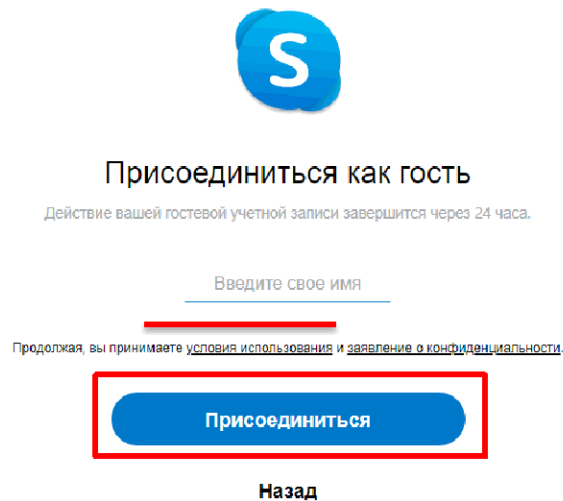 S
Присоединиться как гость
Действие вашей гостевой учетной записи завершится через 24 часа.
Введите свое имя
Продолжая, вы принимаете условия использования и заявление о конфиденциальности.
Присоединиться
Назад